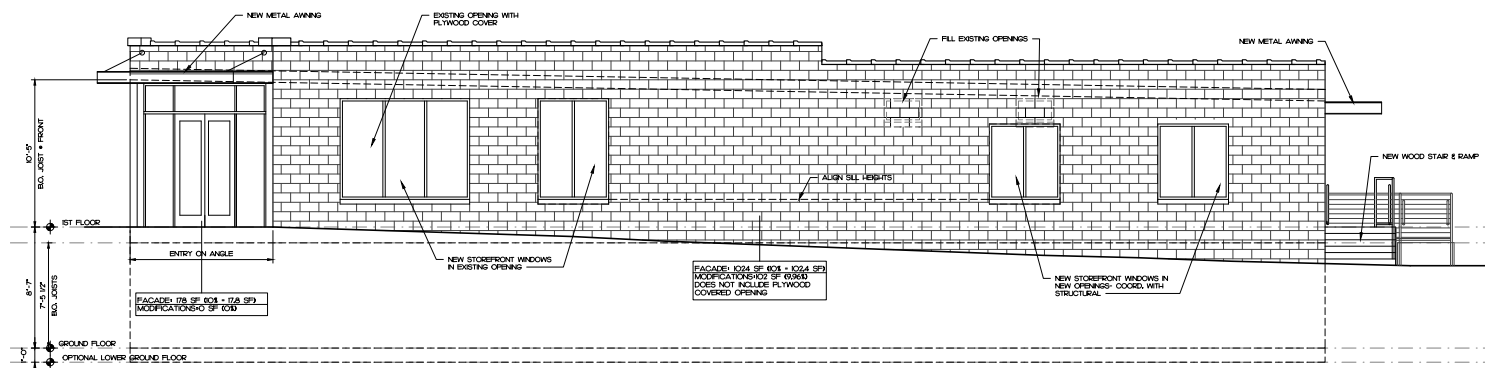 NEW METAL AWNING
EXISTING OPENING WITH
PLYWOOD COVER
FILL EXISTING OPENINGS
NEW METAL AWNING
10'-5"
B.O. JOIST @ FRONT
ALIGN SILL HEIGHTS
NEW WOOD STAIR & RAMP
1ST FLOOR
ENTRY ON ANGLE
NEW STOREFRONT WINDOWS
IN EXISTING OPENING
FACADE: 1024 SF (10% = 102.4 SF)
MODIFICATIONS:102 SF (9.96%)
DOES NOT INCLUDE PLYWOOD
COVERED OPENING
NEW STOREFRONT WINDOWS IN
NEW OPENINGS- COORD. WITH
STRUCTURAL
8'-7"
7'-5 1/2"
B.O. JOISTS
FACADE: 178 SF (10% = 17.8 SF)
MODIFICATIONS:0 SF (0%)
GROUND FLOOR
1'-0"
OPTIONAL LOWER GROUND FLOOR